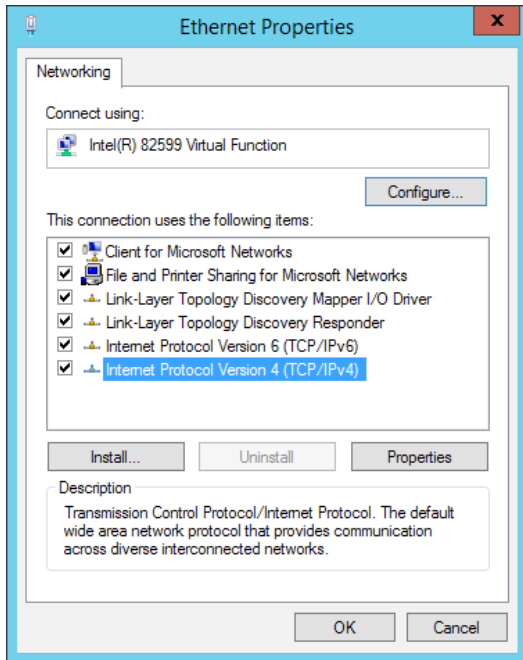 Ethernet Properties
x
Networking
Connect using:
Intel(R) 82599 Virtual Function
Configure...
This connection uses the following items:
Client for Microsoft Networks
File and Printer Sharing for Microsoft Networks
Link-Layer Topology Discovery Mapper I/O Driver
Link-Layer Topology Discovery Responder
Internet Protocol Version 6 (TCP/IPv6)
Internet Protocol Version 4 (TCP/IPv4)
Install... Uninstall Properties
Description
Transmission Control Protocol/Internet Protocol. The default
wide area network protocol that provides communication
across diverse interconnected networks.
OK Cancel